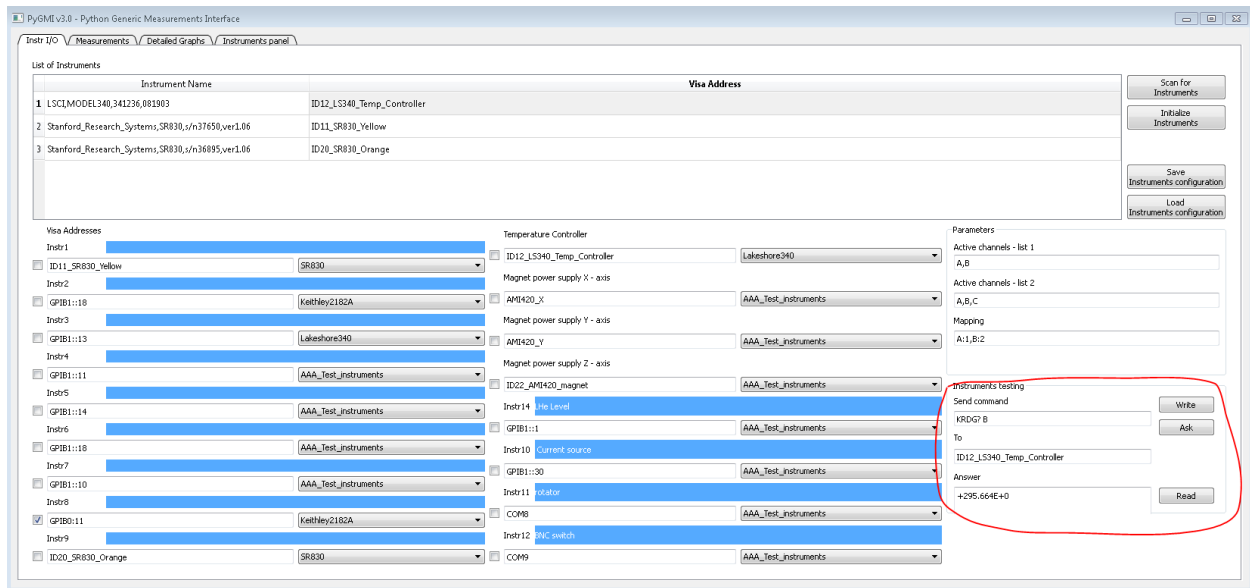 PyGMI v3.0 - Python Generic Measurements Interface
Instr I/O Measurements Detailed Graphs Instruments panel
List of Instruments
Instrument Name Visa Address
1 LSCI,MODEL340,341236,081903 ID12_LS340_Temp_Controller
2 Stanford_Research_Systems,SR830,s/n37650,ver1.06 ID11_SR830_Yellow
3 Stanford_Research_Systems,SR830,s/n36895,ver1.06 ID20_SR830_Orange
Scan for
Instruments
Initialize
Instruments
Save
Instruments configuration
Load
Instruments configuration
Visa Addresses
Instr1
ID11_SR830_Yellow SR830
Instr2
GPIB1::18 Keithley2182A
Instr3
GPIB1::13 Lakeshore340
Instr4
GPIB1::11 AAA_Test_instruments
Instr5
GPIB1::14 AAA_Test_instruments
Instr6
GPIB1::18 AAA_Test_instruments
Instr7
GPIB1::10 AAA_Test_instruments
Instr8
GPIB0:11 Keithley2182A
Instr9
ID20_SR830_Orange SR830
Temperature Controller
ID12_LS340_Temp_Controller Lakeshore340
Magnet power supply X - axis
AMI420_X AAA_Test_instruments
Magnet power supply Y - axis
AMI420_Y AAA_Test_instruments
Magnet power supply Z - axis
ID22_AMI420_magnet AAA_Test_instruments
Instr14 LHe Level
GPIB1::1 AAA_Test_instruments
Instr10 Current source
GPIB1::30 AAA_Test_instruments
Instr11 rotator
COM8 AAA_Test_instruments
Instr12 BNC switch
COM9 AAA_Test_instruments
Parameters
Active channels - list 1
A,B
Active channels - list 2
A,B,C
Mapping
A:1,B:2
Instruments testing
Send command Write
KRDG? B
Ask
To
ID12_LS340_Temp_Controller
Answer
+295.664E+0 Read